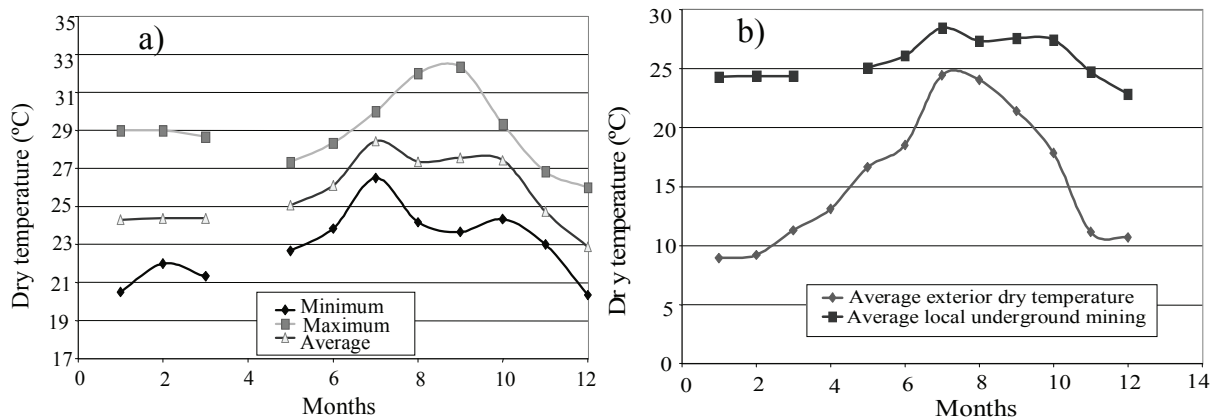 a)
Dry temperature (ºC)
35
33
31
29
27
25
23
21
19
17
Minimum
Maximum
Average
0 2 4 6 8 10 12
Months
b)
Dry temperature (ºC)
30
25
20
15
10
5
0
Average exterior dry temperature
Average local underground mining
0 2 4 6 8 10 12 14
Months